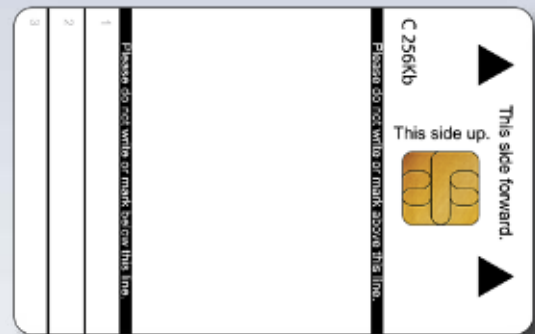 This side forward.
This side up.
C 256Kb
Please do not write or mark above this line.
Please do not write or mark below this line.
1
2
3